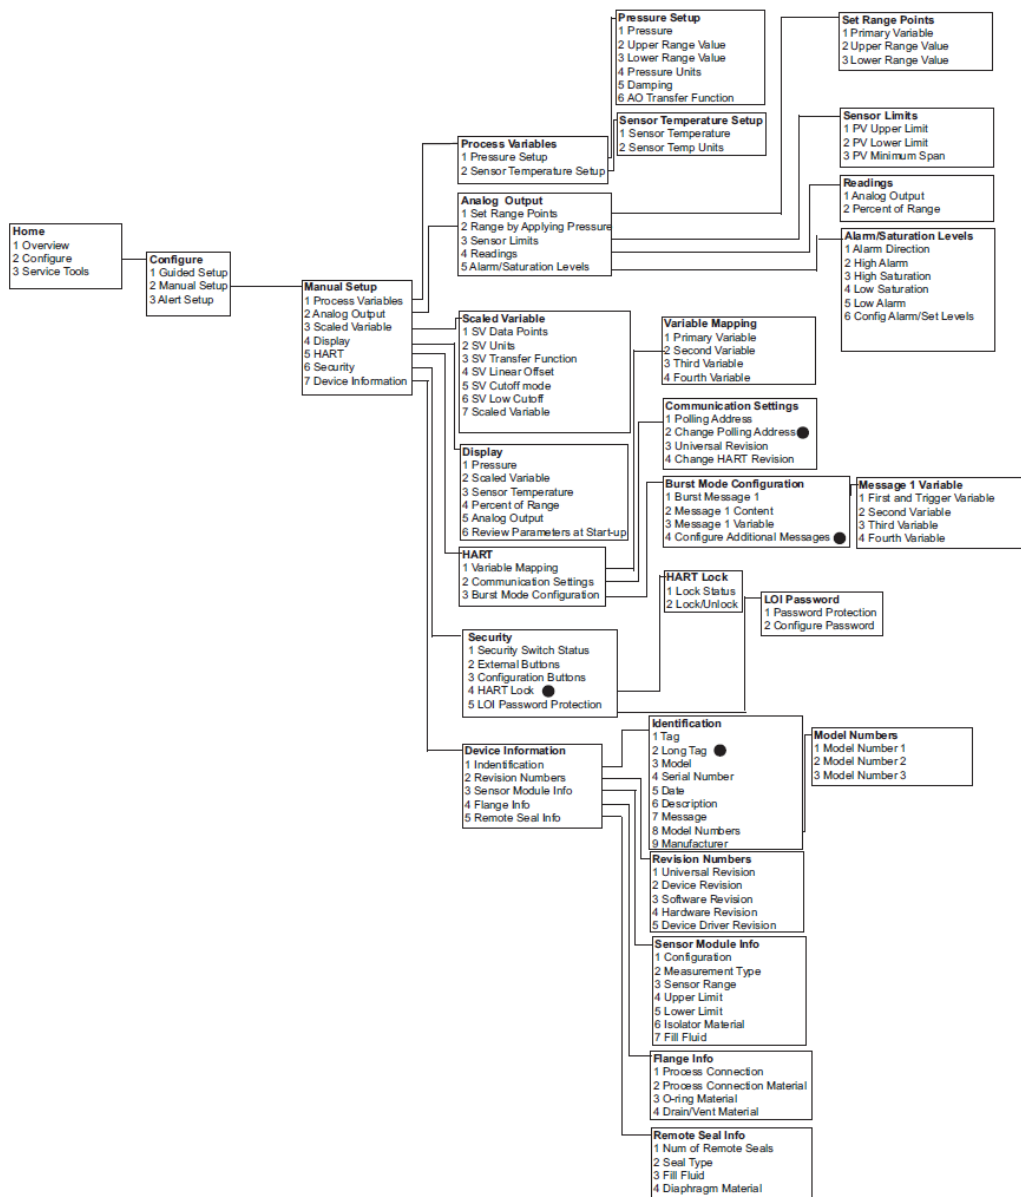 Home
1 Overview
2 Configure
3 Service Tools
Configure
1 Guided Setup
2 Manual Setup
3 Alert Setup
Manual Setup
1 Process Variables
2 Analog Output
3 Scaled Variable
4 Display
5 HART
6 Security
7 Device Information
Process Variables
1 Pressure Setup
2 Sensor Temperature Setup
Pressure Setup
1 Pressure
2 Upper Range Value
3 Lower Range Value
4 Pressure Units
5 Damping
6 AO Transfer Function
Sensor Temperature Setup
1 Sensor Temperature
2 Sensor Temp Units
Analog Output
1 Set Range Points
2 Range by Applying Pressure
3 Sensor Limits
4 Readings
5 Alarm/Saturation Levels
Set Range Points
1 Primary Variable
2 Upper Range Value
3 Lower Range Value
Sensor Limits
1 PV Upper Limit
2 PV Lower Limit
3 PV Minimum Span
Readings
1 Analog Output
2 Percent of Range
Alarm/Saturation Levels
1 Alarm Direction
2 High Alarm
3 High Saturation
4 Low Saturation
5 Low Alarm
6 Config Alarm/Set Levels
Scaled Variable
1 SV Data Points
2 SV Units
3 SV Transfer Function
4 SV Linear Offset
5 SV Cutoff mode
6 SV Low Cutoff
7 Scaled Variable
Display
1 Pressure
2 Scaled Variable
3 Sensor Temperature
4 Percent of Range
5 Analog Output
6 Review Parameters at Start-up
HART
1 Variable Mapping
2 Communication Settings
3 Burst Mode Configuration
Variable Mapping
1 Primary Variable
2 Second Variable
3 Third Variable
4 Fourth Variable
Communication Settings
1 Polling Address
2 Change Polling Address
3 Universal Revision
4 Change HART Revision
Burst Mode Configuration
1 Burst Message 1
2 Message 1 Content
3 Message 1 Variable
4 Configure Additional Messages
Message 1 Variable
1 First and Trigger Variable
2 Second Variable
3 Third Variable
4 Fourth Variable
Security
1 Security Switch Status
2 External Buttons
3 Configuration Buttons
4 HART Lock
5 LOI Password Protection
HART Lock
1 Lock Status
2 Lock/Unlock
LOI Password
1 Password Protection
2 Configure Password
Device Information
1 Indentification
2 Revision Numbers
3 Sensor Module Info
4 Flange Info
5 Remote Seal Info
Identification
1 Tag
2 Long Tag
3 Model
4 Serial Number
5 Date
6 Description
7 Message
8 Model Numbers
9 Manufacturer
Model Numbers
1 Model Number 1
2 Model Number 2
3 Model Number 3
Revision Numbers
1 Universal Revision
2 Device Revision
3 Software Revision
4 Hardware Revision
5 Device Driver Revision
Sensor Module Info
1 Configuration
2 Measurement Type
3 Sensor Range
4 Upper Limit
5 Lower Limit
6 Isolator Material
7 Fill Fluid
Flange Info
1 Process Connection
2 Process Connection Material
3 O-ring Material
4 Drain/Vent Material
Remote Seal Info
1 Num of Remote Seals
2 Seal Type
3 Fill Fluid
4 Diaphragm Material